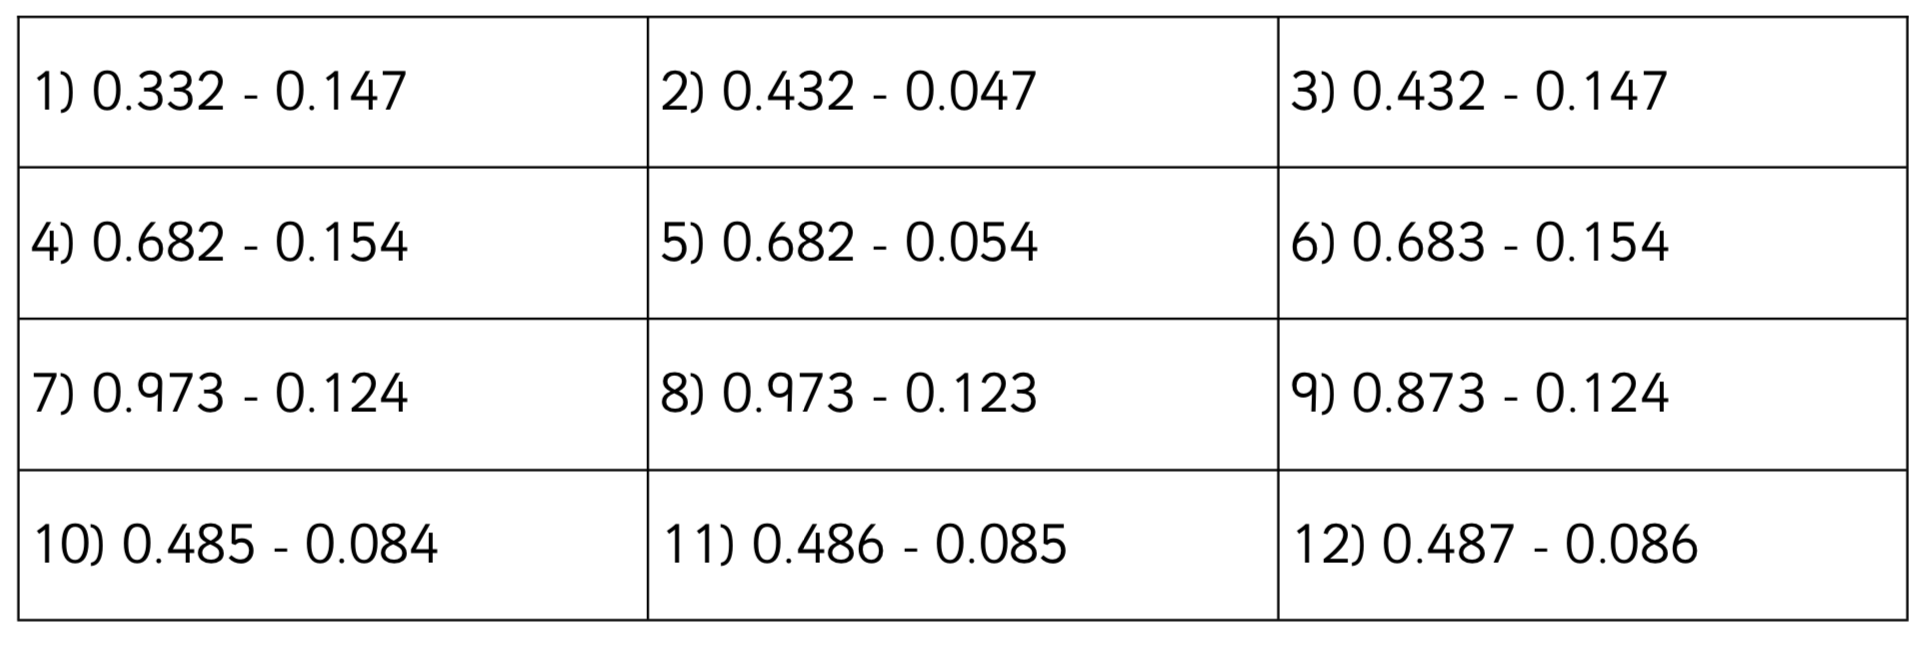 1) 0.332 - 0.147
2) 0.432 - 0.047
3) 0.432 - 0.147
4) 0.682 - 0.154
5) 0.682 - 0.054
6) 0.683 - 0.154
7) 0.973 - 0.124
8) 0.973 - 0.123
9) 0.873 - 0.124
10) 0.485 - 0.084
11) 0.486 - 0.085
12) 0.487 - 0.086